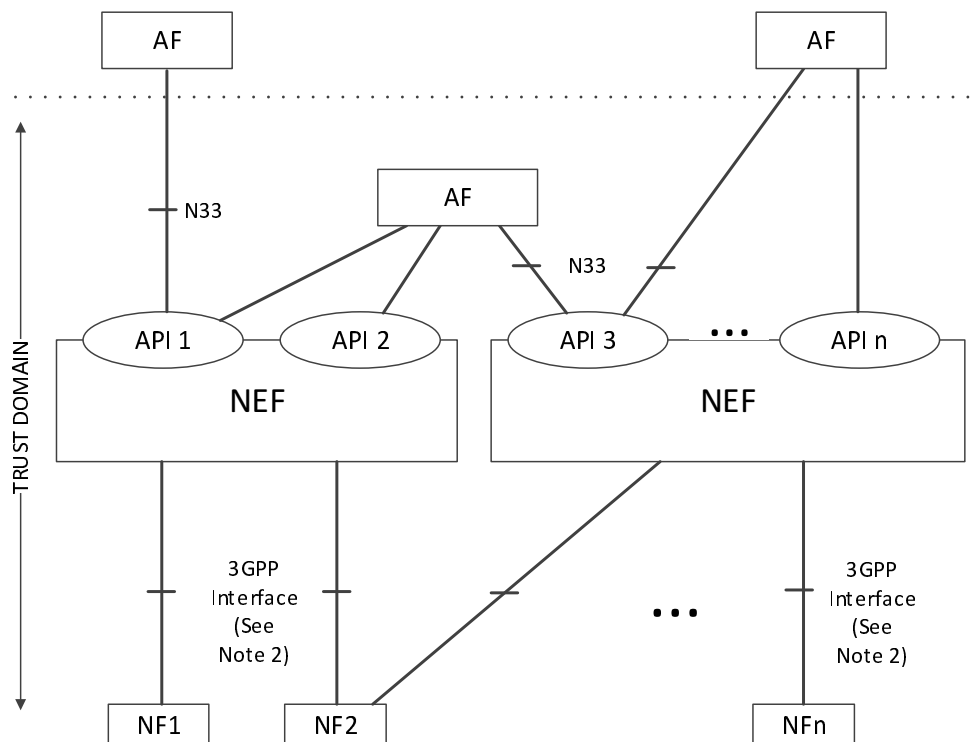 AF
AF
AF
N33
N33
API 1
API 2
API 3
...
API n
NEF
NEF
TRUST DOMAIN
3GPP
Interface
(See
Note 2)
...
3GPP
Interface
(See
Note 2)
NF1
NF2
NFn